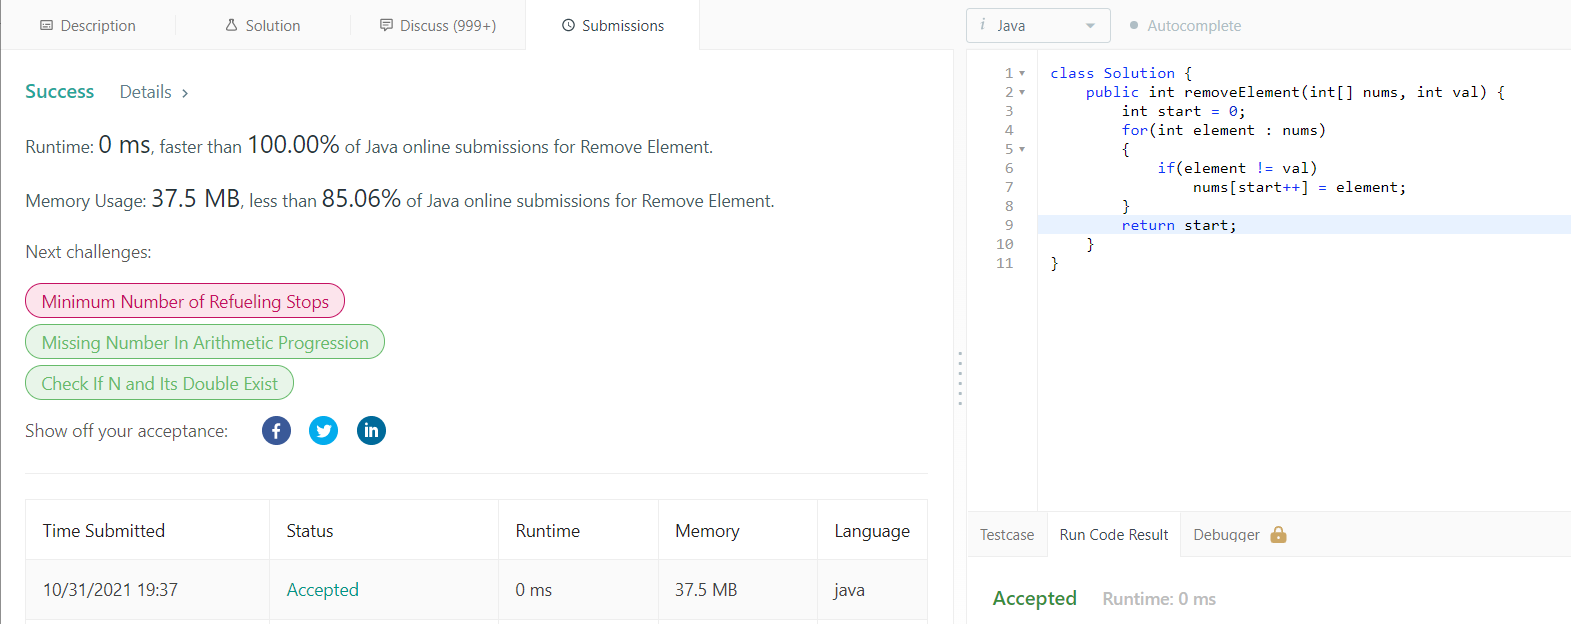 Description Solution Discuss (999+) Submissions
Success Details >
Runtime: 0 ms, faster than 100.00% of Java online submissions for Remove Element.
Memory Usage: 37.5 MB, less than 85.06% of Java online submissions for Remove Element.
Next challenges:
Minimum Number of Refueling Stops
Missing Number In Arithmetic Progression
Check If N and Its Double Exist
Show off your acceptance: f in
Time Submitted Status Runtime Memory Language
10/31/2021 19:37 Accepted 0 ms 37.5 MB java
i Java Autocomplete
1 class Solution {
2 public int removeElement(int[] nums, int val) {
3 int start = 0;
4 for(int element : nums)
5 {
6 if(element != val)
7 nums[start++] = element;
8 }
9 return start;
10 }
11 }
Testcase Run Code Result Debugger
Accepted Runtime: 0 ms